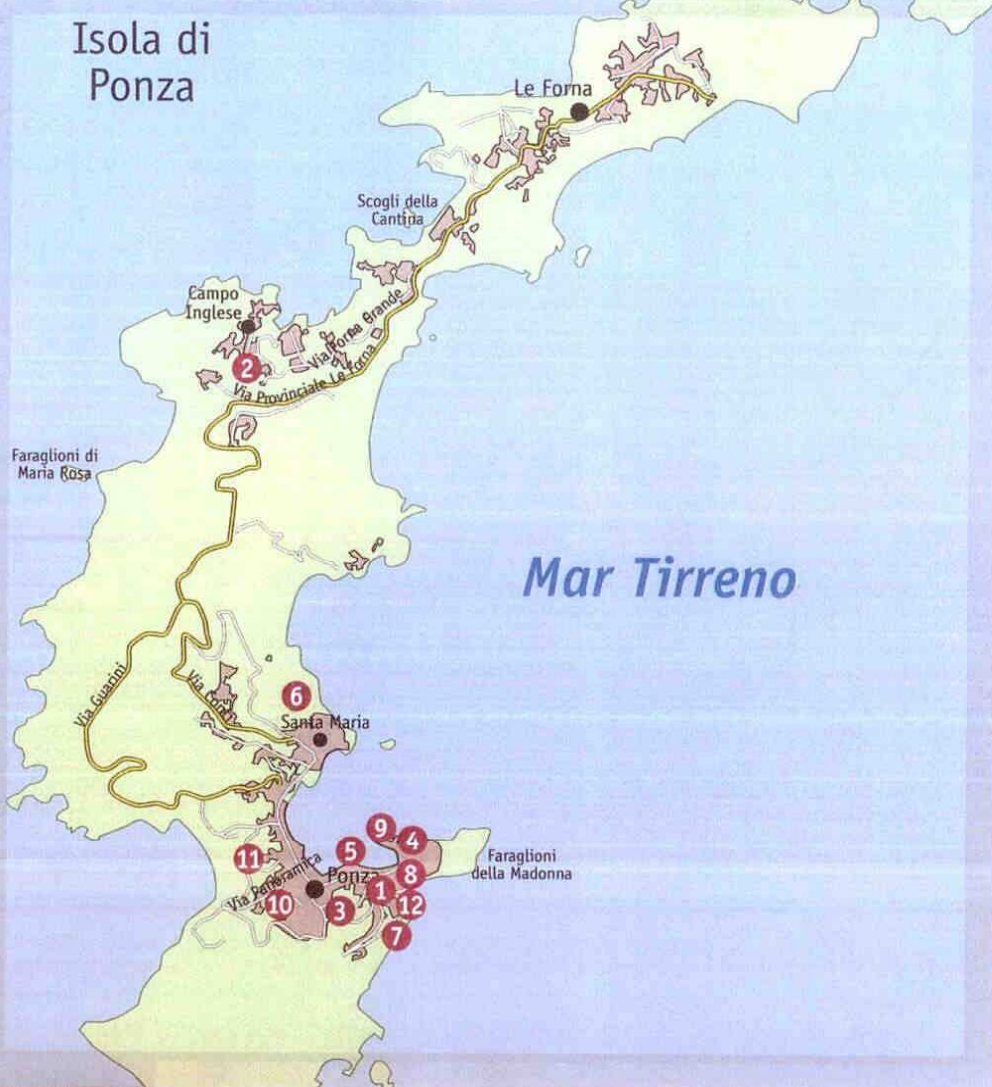 Isola di
Ponza
Le Forna
Scogli della
Cantina
Campo
Inglese
Via Forna Grande
2
Via Provinciale Le Forna
Faraglioni di
Maria Rosa
Mar Tirreno
Via Guarini
Via
6
Santa Maria
9
4
11
5
Faraglioni
della Madonna
8
Via Panoramica
Ponza
1
10
3
12
7